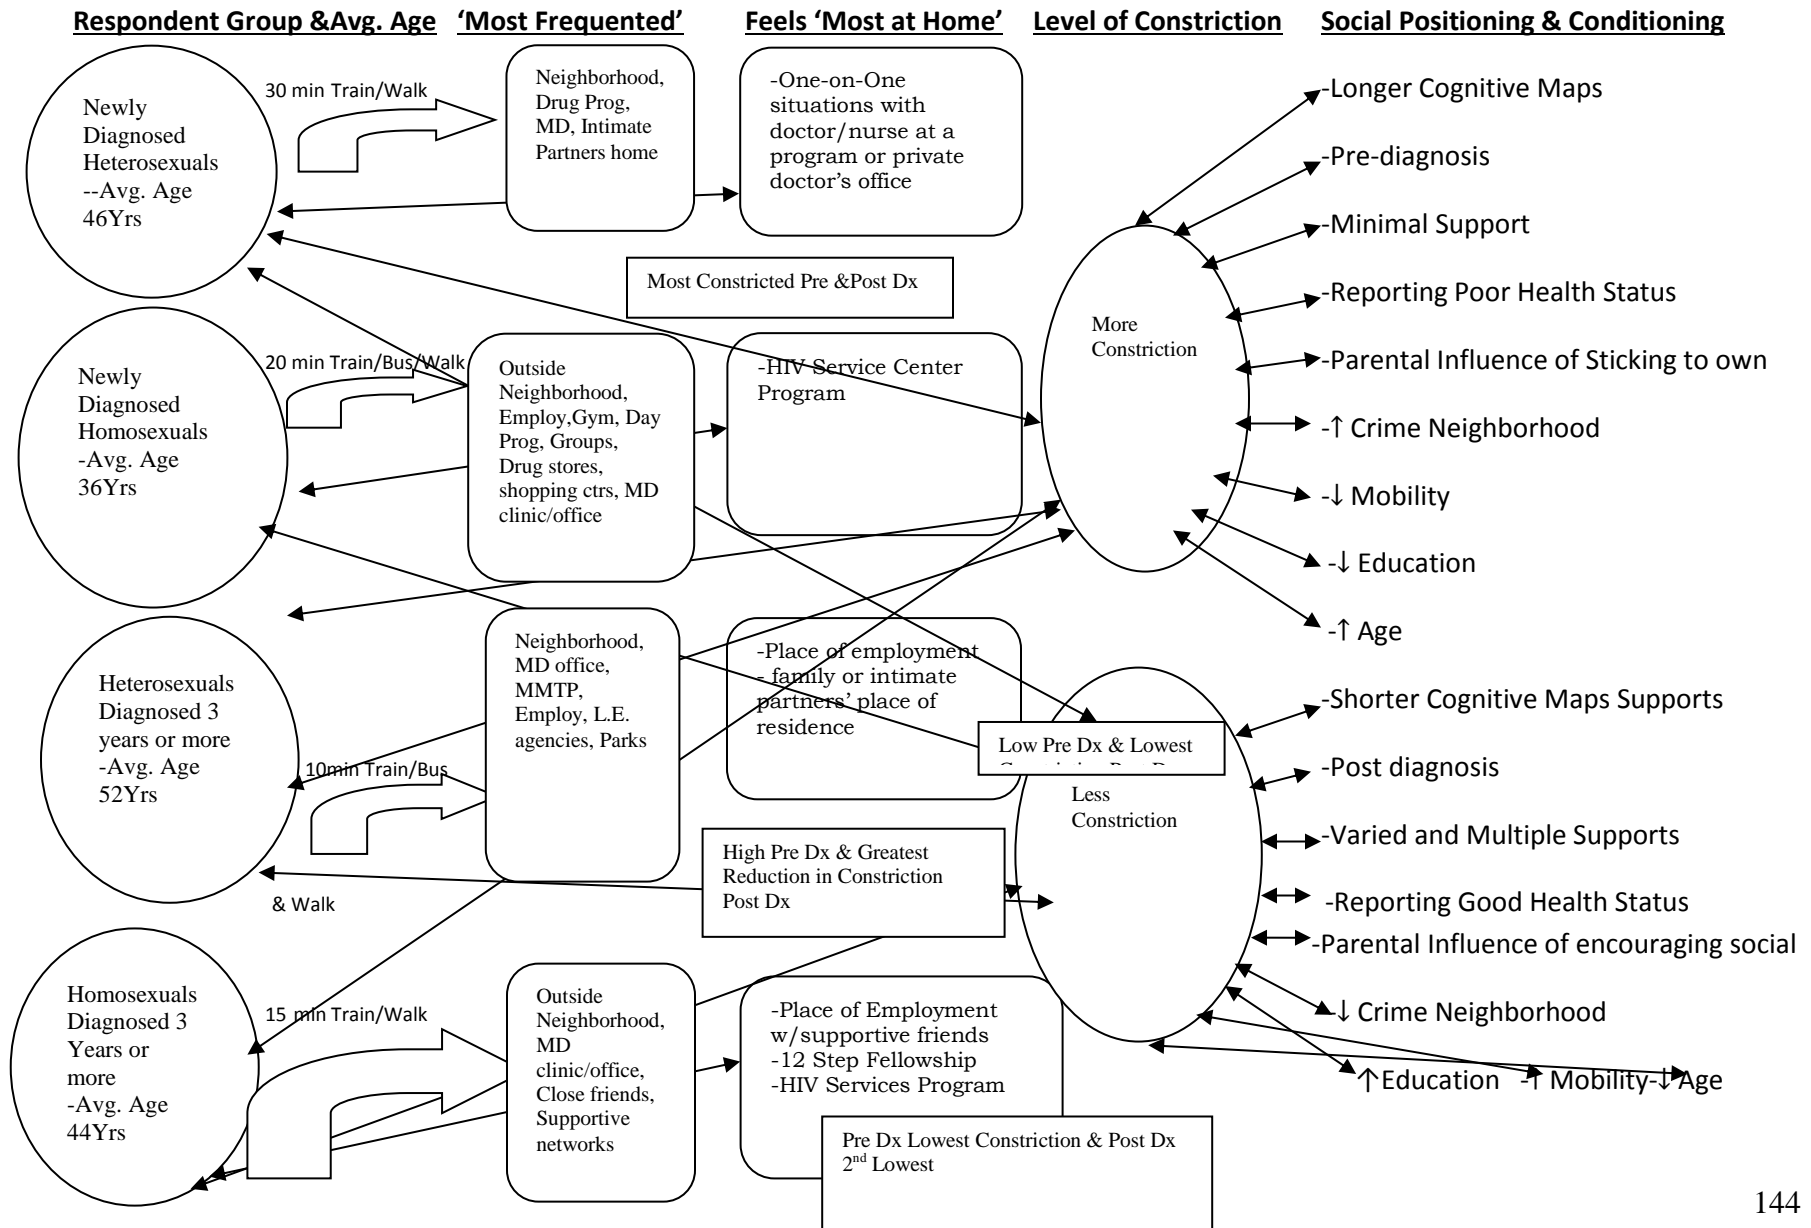 Respondent Group &Avg. Age
‘Most Frequented’
Feels ‘Most at Home’
Level of Constriction
Social Positioning & Conditioning
Newly
Diagnosed
Heterosexuals
--Avg. Age
46Yrs
30 min Train/Walk
Neighborhood,
Drug Prog,
MD, Intimate
Partners home
-One-on-One
situations with
doctor/nurse at a
program or private
doctor’s office
Most Constricted Pre &Post Dx
Newly
Diagnosed
Homosexuals
-Avg. Age
36Yrs
20 min Train/Bus/Walk
Outside
Neighborhood,
Employ,Gym, Day
Prog, Groups,
Drug stores,
shopping ctrs, MD
clinic/office
-HIV Service Center
Program
Heterosexuals
Diagnosed 3
years or more
-Avg. Age
52Yrs
10min Train/Bus
& Walk
Neighborhood,
MD office,
MMTP,
Employ, L.E.
agencies, Parks
-Place of employment
- family or intimate
partners’ place of
residence
Low Pre Dx & Lowest
High Pre Dx & Greatest
Reduction in Constriction
Post Dx
Homosexuals
Diagnosed 3
Years or
more
-Avg. Age
44Yrs
15 min Train/Walk
Outside
Neighborhood,
MD
clinic/office,
Close friends,
Supportive
networks
-Place of Employment
w/supportive friends
-12 Step Fellowship
-HIV Services Program
Pre Dx Lowest Constriction & Post Dx
2nd Lowest
More
Constriction
Less
Constriction
-Longer Cognitive Maps
-Pre-diagnosis
-Minimal Support
-Reporting Poor Health Status
-Parental Influence of Sticking to own
-↑ Crime Neighborhood
-↓ Mobility
-↓ Education
-↑ Age
-Shorter Cognitive Maps Supports
-Post diagnosis
-Varied and Multiple Supports
-Reporting Good Health Status
-Parental Influence of encouraging social
-↓ Crime Neighborhood
↑Education -↑ Mobility-↓ Age
144